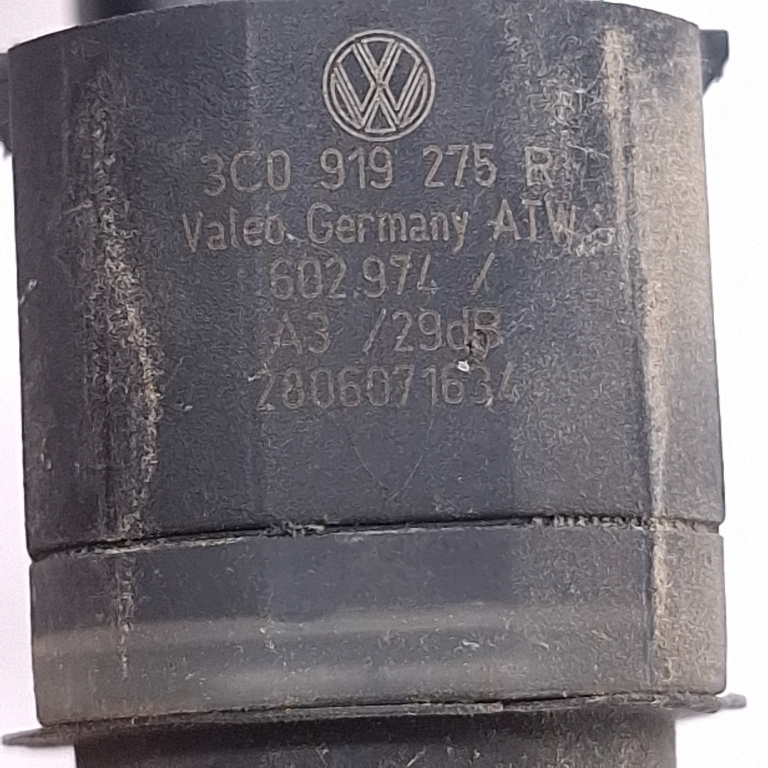 3C0 919 275 R
Valeo Germany ATW
602.974 /
A3 /29dB
2806071634